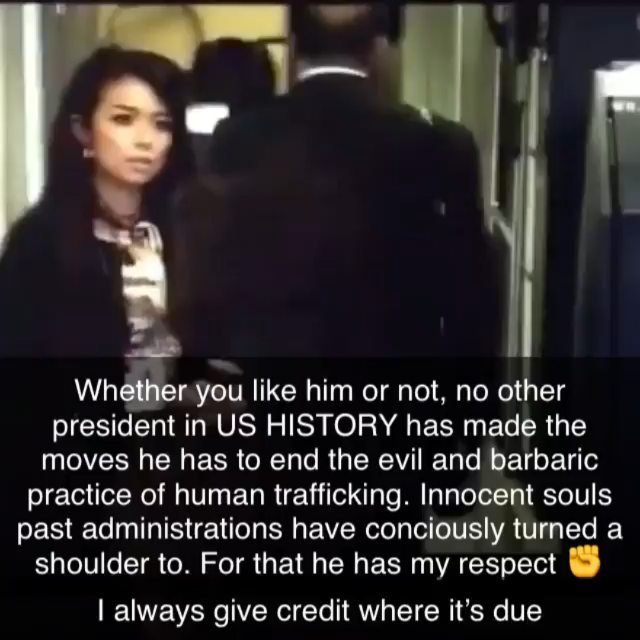 Whether you like him or not, no other
president in US HISTORY has made the
moves he has to end the evil and barbaric
practice of human trafficking. Innocent souls
past administrations have conciously turned a
shoulder to. For that he has my respect ✊
I always give credit where it's due